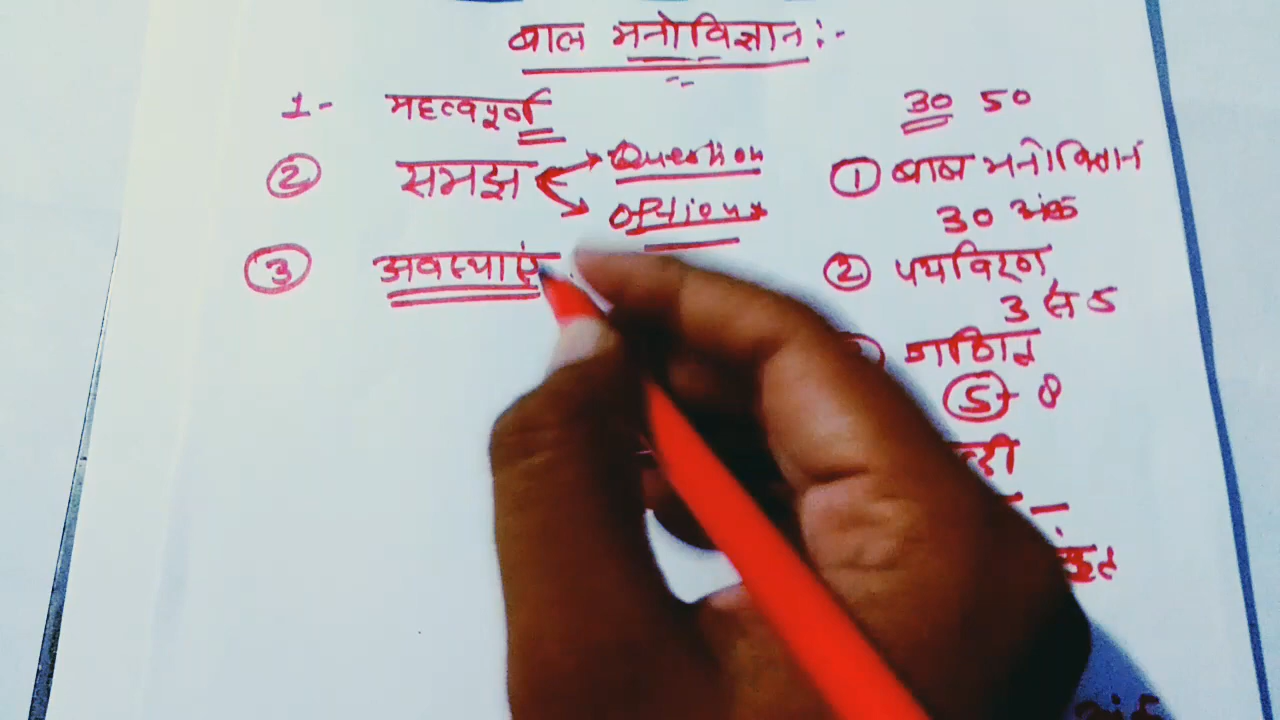 बाल मनोविज्ञान :-
1- महत्वपूर्ण
② समझ
Question
options
③ अवस्थाएं
30 50
① बाल मनोविज्ञान
30 अंक
② पर्यावरण
3 से 5
गणित
5- 8